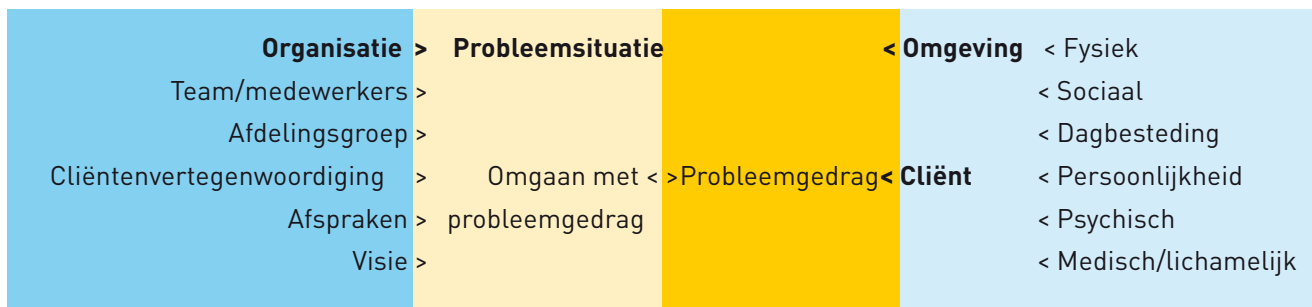 Organisatie > Probleemsituatie < Omgeving < Fysiek
Team/medewerkers > < Sociaal
Afdelingsgroep > < Dagbesteding
Cliëntenvertegenwoordiging > Omgaan met < >Probleemgedrag< Cliënt < Persoonlijkheid
Afspraken > probleemgedrag < Psychisch
Visie > < Medisch/lichamelijk